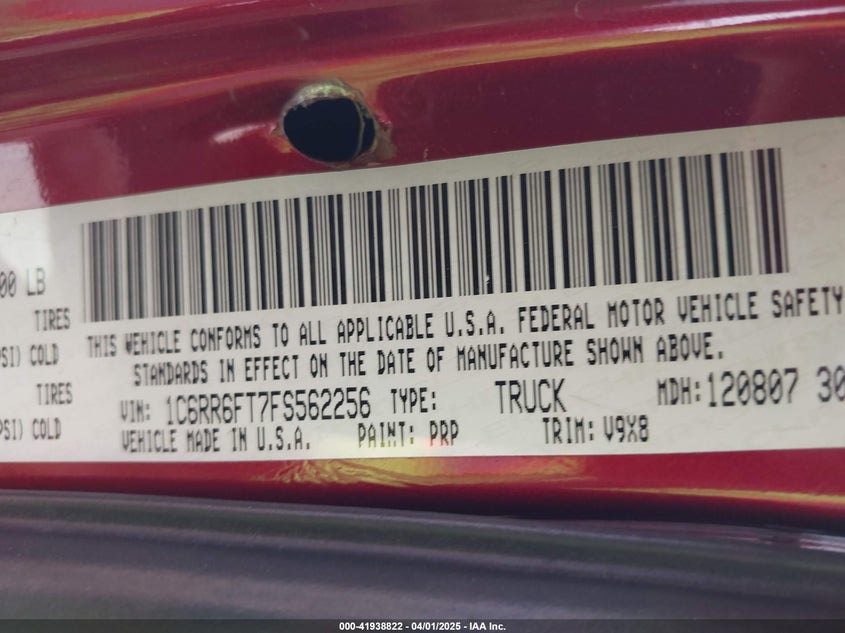 00 LB
TIRES
PSI) COLD
TIRES
PSI) COLD
THIS VEHICLE CONFORMS TO ALL APPLICABLE U.S.A. FEDERAL MOTOR VEHICLE SAFETY
STANDARDS IN EFFECT ON THE DATE OF MANUFACTURE SHOWN ABOVE.
VIN: 1C6RR6FT7FS562256 TYPE: TRUCK MDH: 120807 30
VEHICLE MADE IN U.S.A. PAINT: PRP TRIM: V9X8
000-41938822 - 04/01/2025 - IAA Inc.